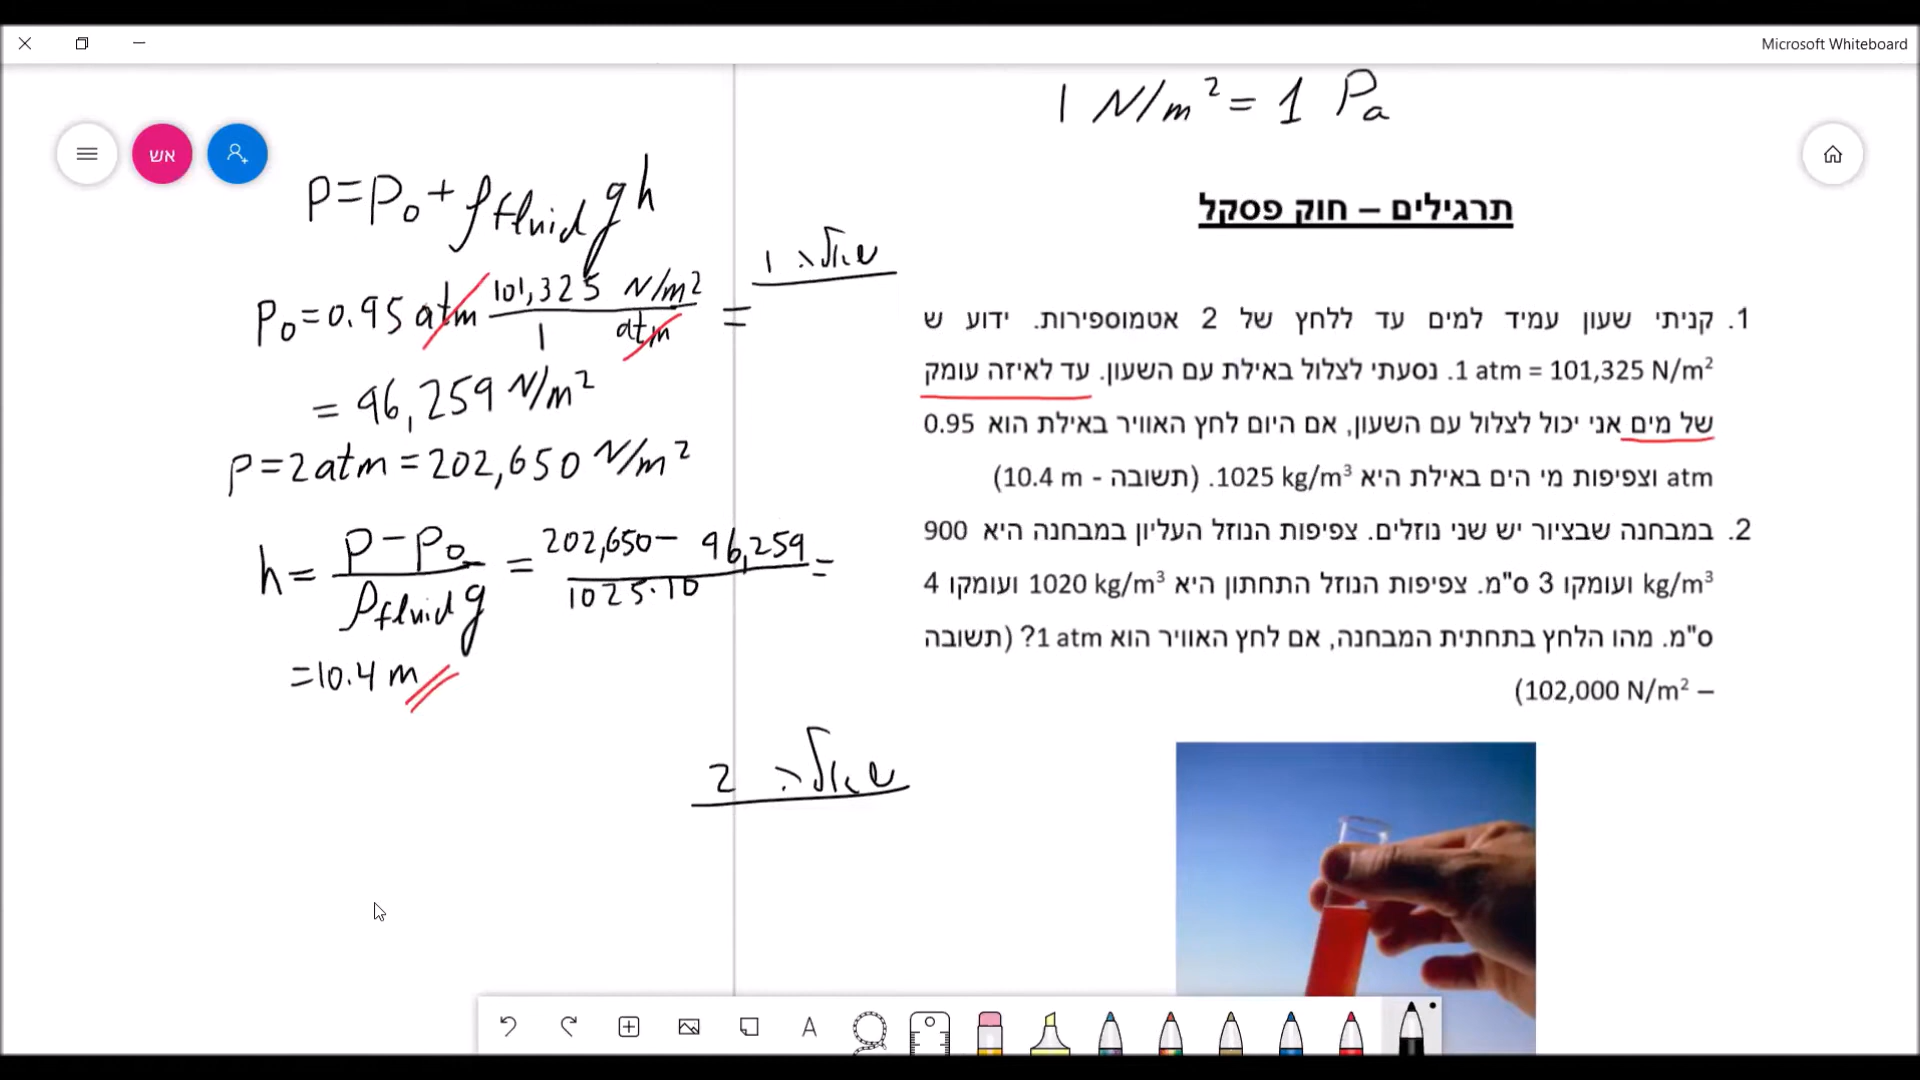 Microsoft Whiteboard
אש
1 N/m² = 1 Pa
תרגילים – חוק פסקל
P=P₀+ρfluid gh
שאלה 1
P₀=0.95 atm 101,325 N/m² / 1 atm =
= 96,259 N/m²
P=2atm=202,650 N/m²
h= P-P₀ / ρfluid g = 202,650- 96,259 / 1025·10 =
=10.4 m
שאלה 2
1. קניתי שעון עמיד למים עד ללחץ של 2 אטמוספירות. ידוע ש
1 atm = 101,325 N/m². נסעתי לצלול באילת עם השעון. עד לאיזה עומק
של מים אני יכול לצלול עם השעון, אם היום לחץ האוויר באילת הוא 0.95
atm וצפיפות מי הים באילת היא 1025 kg/m³. (תשובה - 10.4 m)
2. במבחנה שבציור יש שני נוזלים. צפיפות הנוזל העליון במבחנה היא 900
kg/m³ ועומקו 3 ס"מ. צפיפות הנוזל התחתון היא 1020 kg/m³ ועומקו 4
ס"מ. מהו הלחץ בתחתית המבחנה, אם לחץ האוויר הוא 1 atm? (תשובה
– 102,000 N/m²)
A